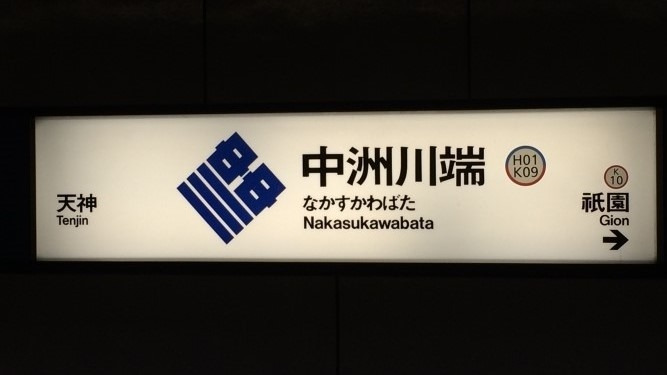 天神
Tenjin
中洲川端
なかすかわばた
Nakasukawabata
H01
K09
K
10
祇園
Gion